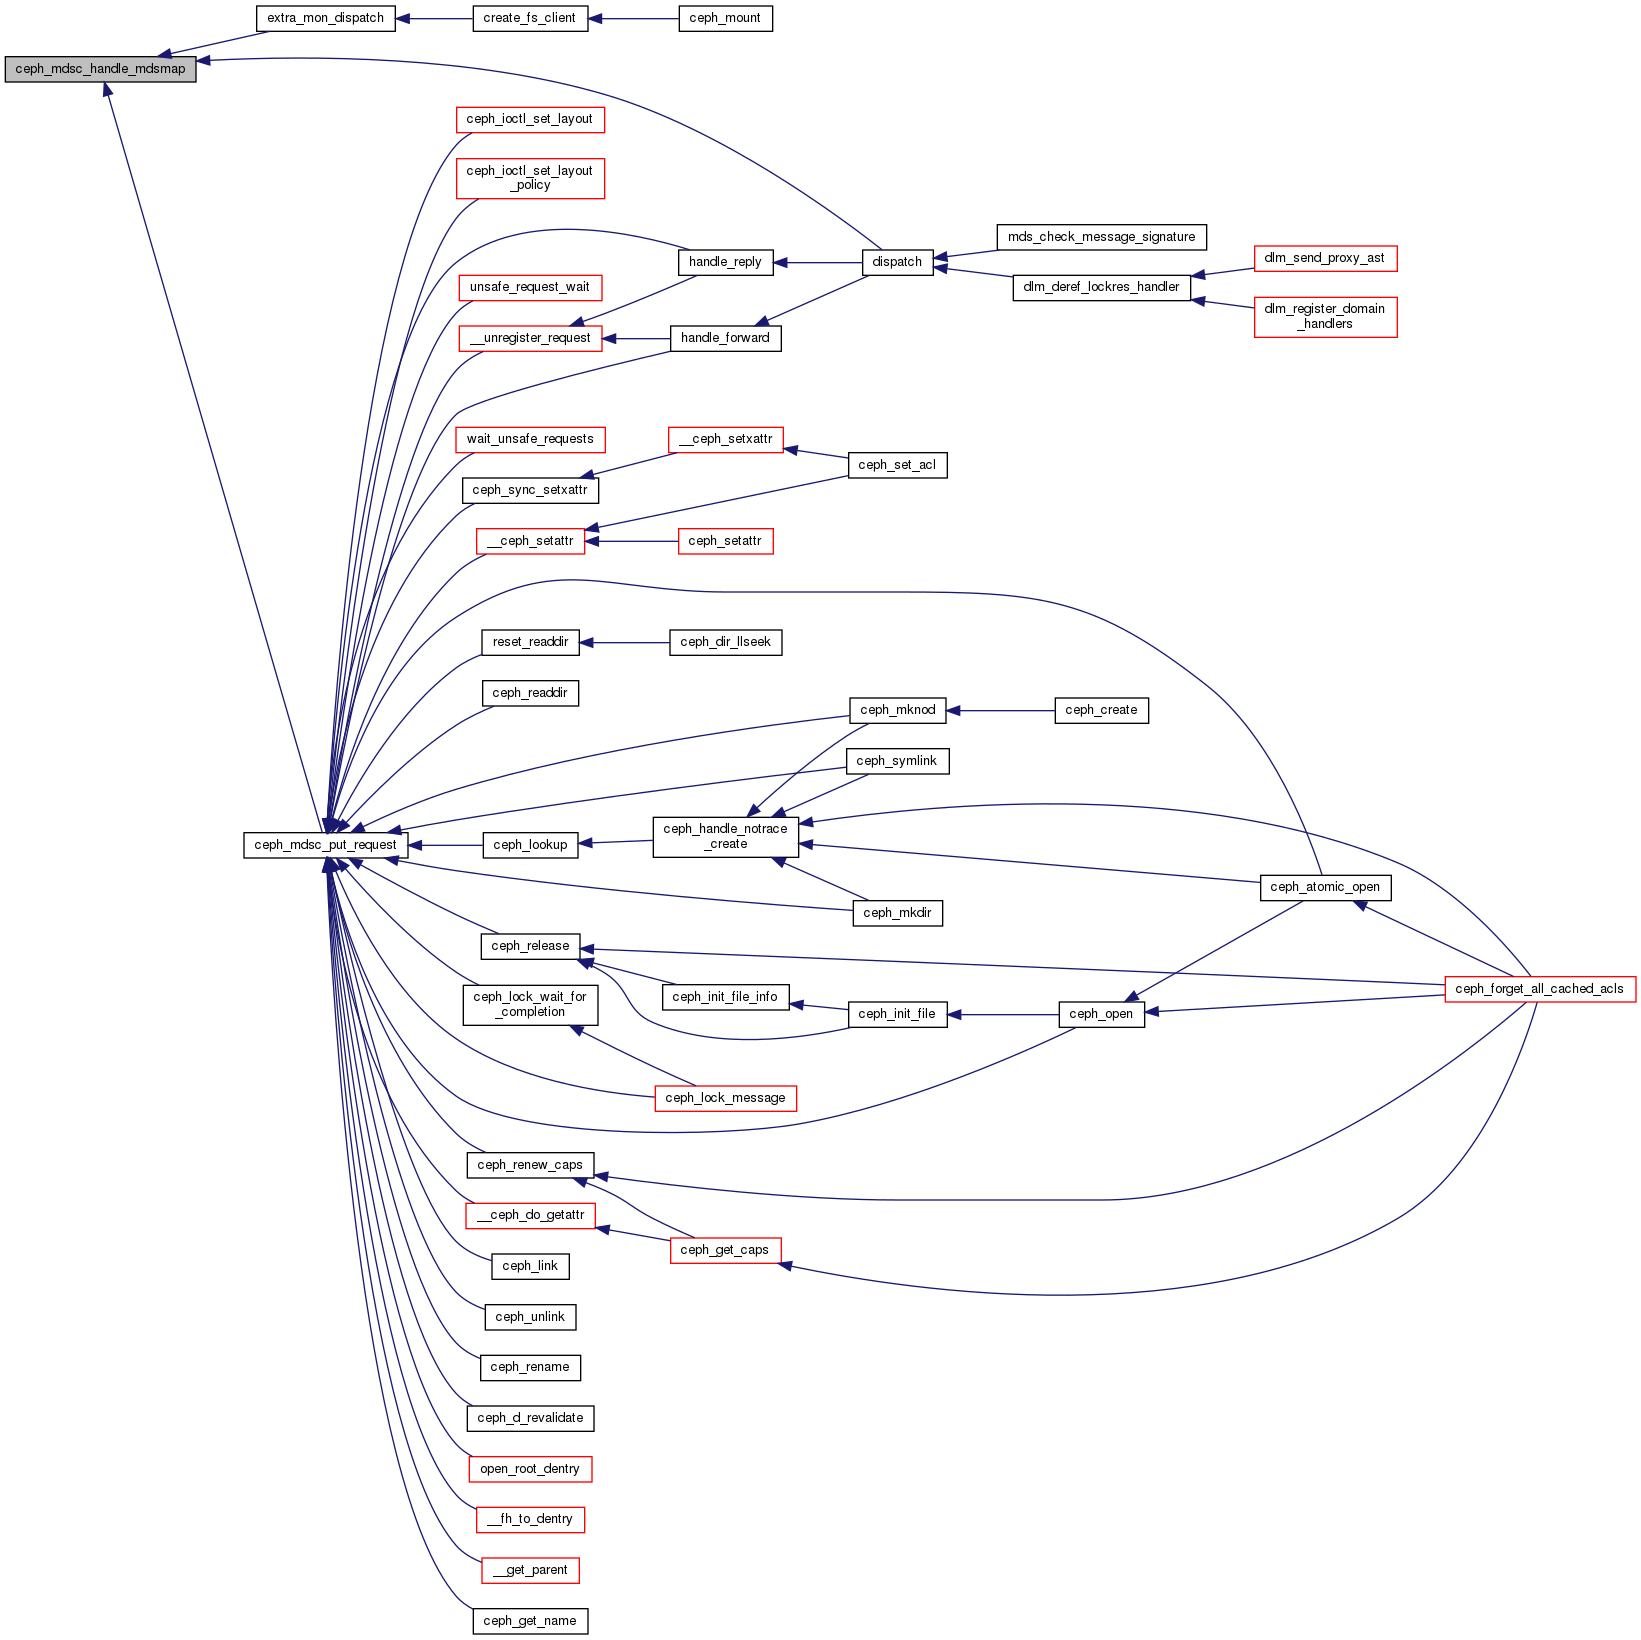 extra_mon_dispatch
create_fs_client
ceph_mount
ceph_mdsc_handle_mdsmap
ceph_ioctl_set_layout
ceph_ioctl_set_layout
_policy
mds_check_message_signature
handle_reply
dispatch
dlm_send_proxy_ast
unsafe_request_wait
dlm_deref_lockres_handler
dlm_register_domain
_handlers
__unregister_request
handle_forward
wait_unsafe_requests
__ceph_setxattr
ceph_set_acl
ceph_sync_setxattr
__ceph_setattr
ceph_setattr
reset_readdir
ceph_dir_llseek
ceph_readdir
ceph_mknod
ceph_create
ceph_symlink
ceph_handle_notrace
_create
ceph_mdsc_put_request
ceph_lookup
ceph_atomic_open
ceph_mkdir
ceph_release
ceph_forget_all_cached_acls
ceph_lock_wait_for
_completion
ceph_init_file_info
ceph_init_file
ceph_open
ceph_lock_message
ceph_renew_caps
__ceph_do_getattr
ceph_get_caps
ceph_link
ceph_unlink
ceph_rename
ceph_d_revalidate
open_root_dentry
__fh_to_dentry
__get_parent
ceph_get_name